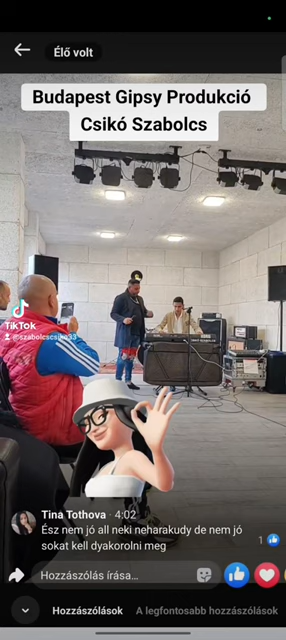 Élő volt
Budapest Gipsy Produkció
Csikó Szabolcs
TikTok
@szabolcscsiko93
Tina Tothova · 4:02
Ész nem jó all neki neharakudy de nem jó
sokat kell dyakorolni meg
1
Hozzászólás írása...
Hozzászólások
A legfontosabb hozzászólások